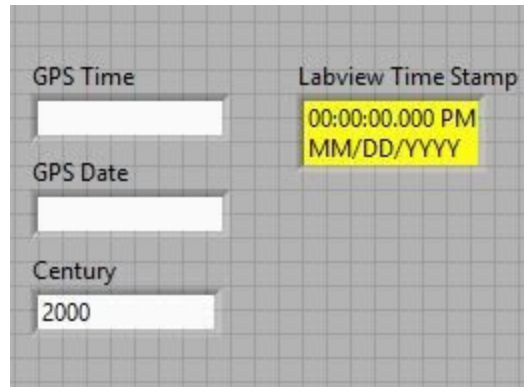 GPS Time
Labview Time Stamp
00:00:00.000 PM
MM/DD/YYYY
GPS Date
Century
2000